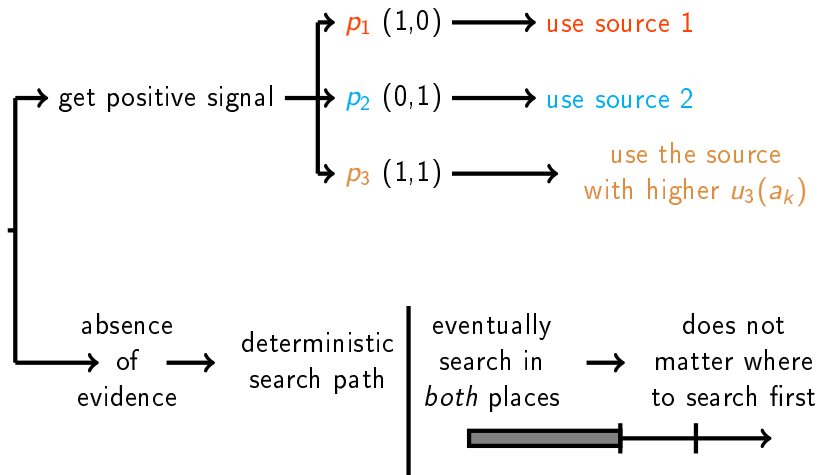 p₁ (1,0)
use source 1
get positive signal
p₂ (0,1)
use source 2
p₃ (1,1)
use the source
with higher u₃(aₖ)
absence
of
evidence
deterministic
search path
eventually
search in
both places
does not
matter where
to search first